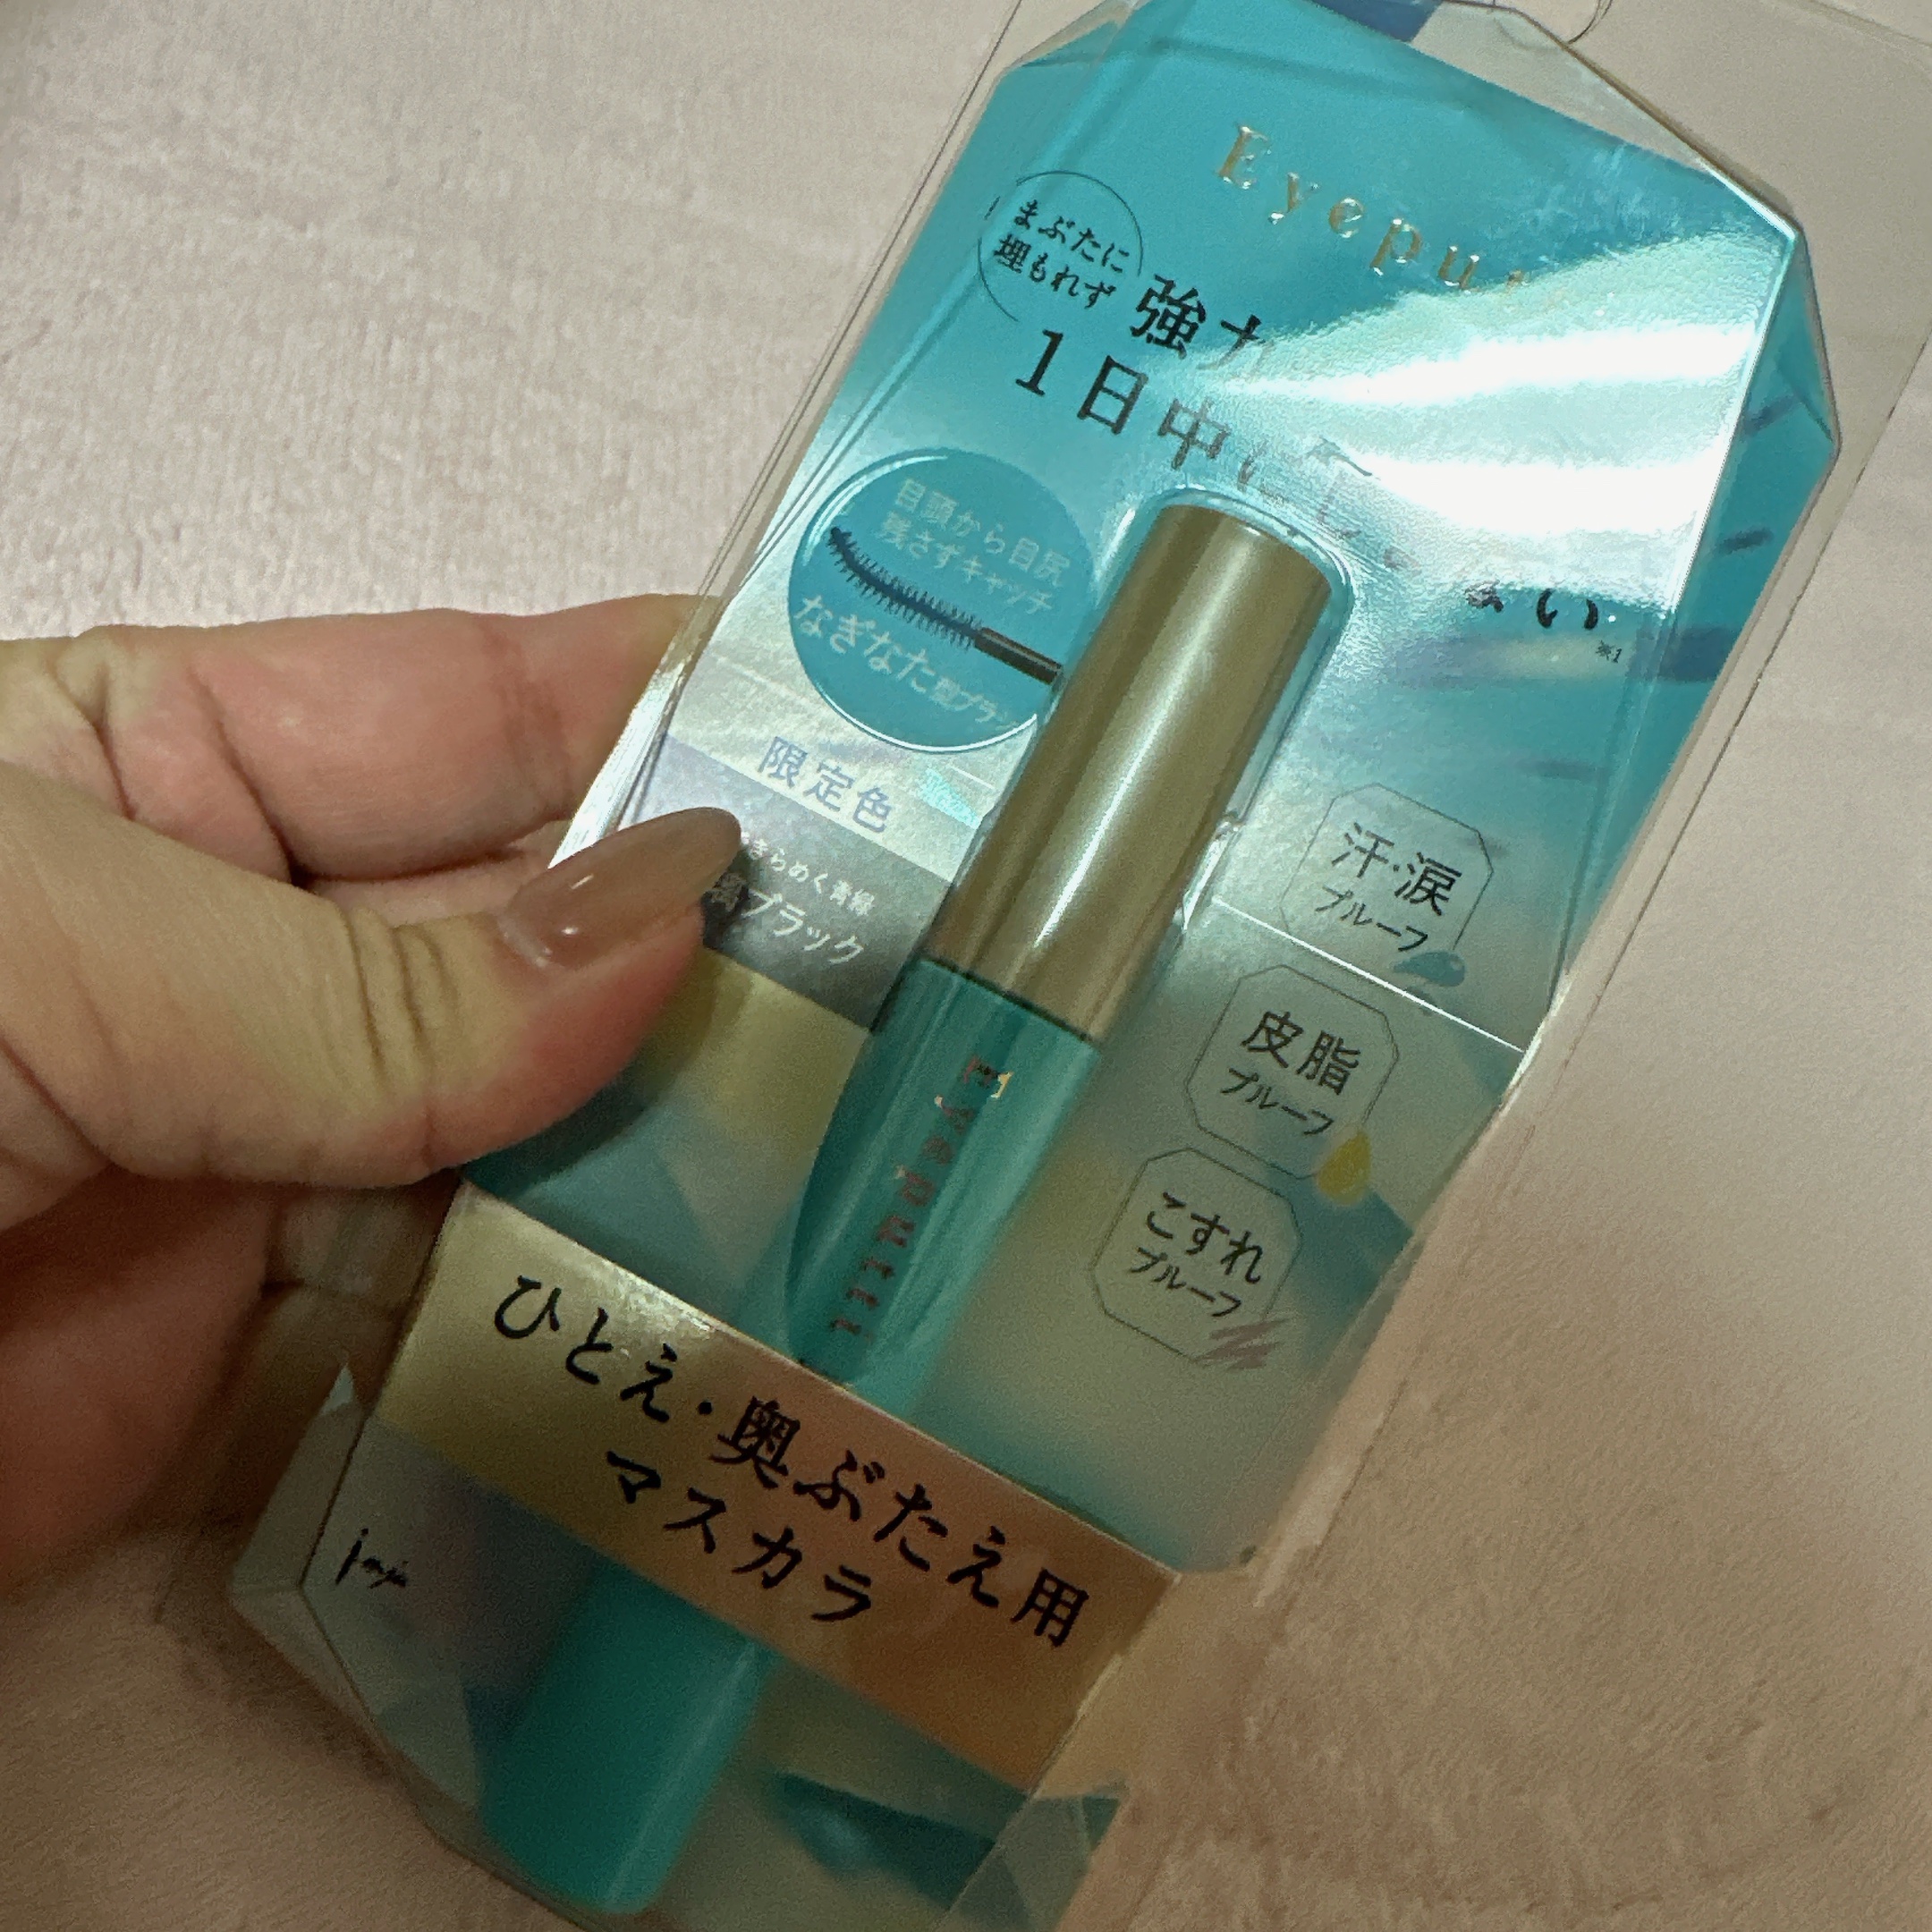 まぶたに
埋もれず
強力
1日中
※1
目頭から目尻
残さずキャッチ
なぎなた型ブラシ
限定色
きらめく青緑
璃ブラック
汗・涙
プルーフ
皮脂
プルーフ
こすれ
プルーフ
Eyeputti
ひとえ・奥ぶたえ用
マスカラ